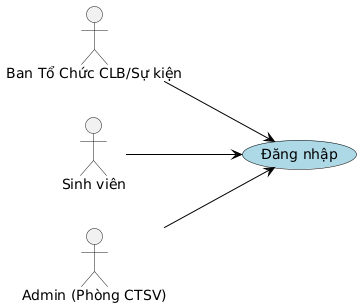 Ban Tổ Chức CLB/Sự kiện
Đăng nhập
Sinh viên
Admin (Phòng CTSV)